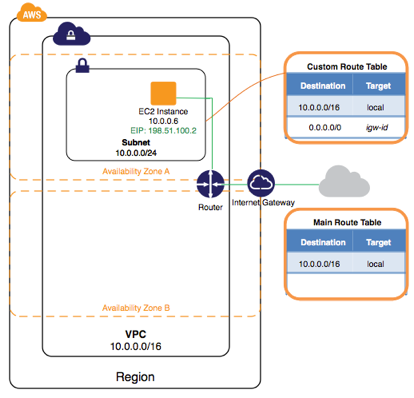 AWS
EC2 Instance
10.0.0.6
EIP: 198.51.100.2
Subnet
10.0.0.0/24
Availability Zone A
Router
Internet Gateway
Custom Route Table
Destination Target
10.0.0.0/16 local
0.0.0.0/0 igw-id
Main Route Table
Destination Target
10.0.0.0/16 local
Availability Zone B
VPC
10.0.0.0/16
Region